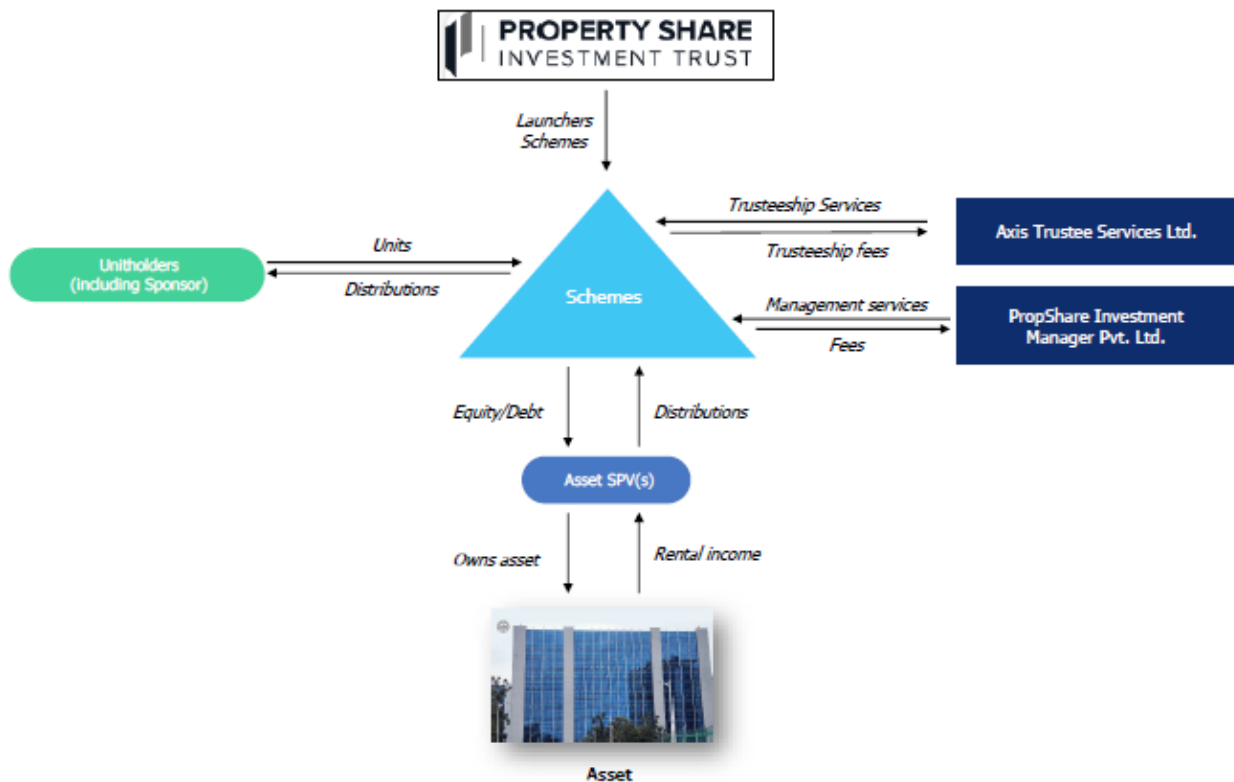 PROPERTY SHARE
INVESTMENT TRUST
Launchers
Schemes
Trusteeship Services
Axis Trustee Services Ltd.
Trusteeship fees
Units
Unitholders
(including Sponsor)
Distributions
Schemes
Management services
PropShare Investment
Manager Pvt. Ltd.
Fees
Equity/Debt
Distributions
Asset SPV(s)
Owns asset
Rental income
Asset